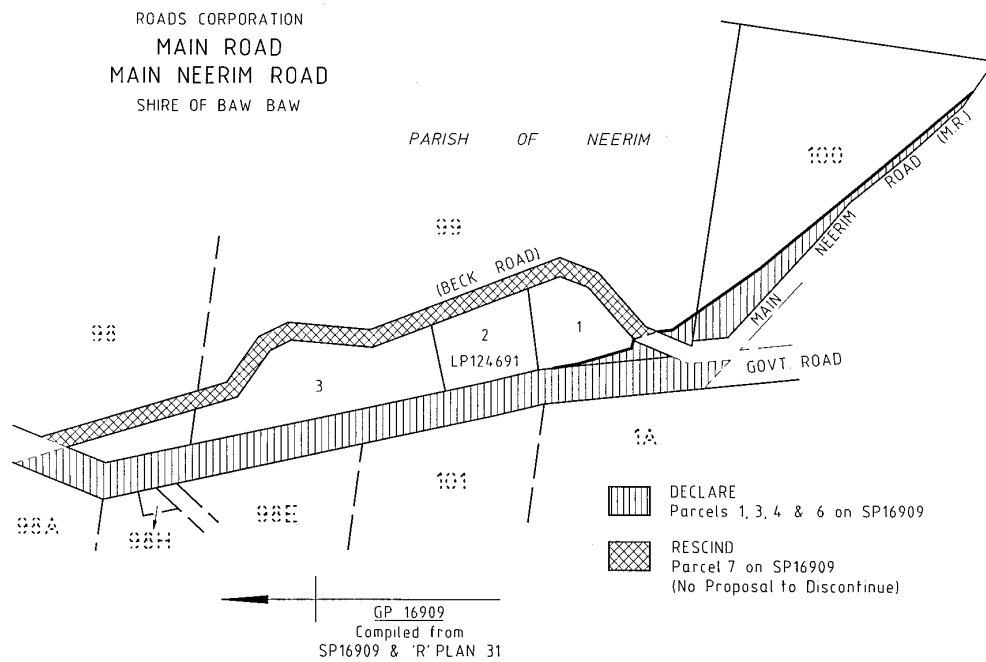 ROADS CORPORATION
MAIN ROAD
MAIN NEERIM ROAD
SHIRE OF BAW BAW
PARISH OF NEERIM
100
MAIN NEERIM ROAD (M.R.)
99
(BECK ROAD)
98
1
2
LP124691
3
GOVT. ROAD
1A
101
98E
98H
98A
DECLARE
Parcels 1, 3, 4 & 6 on SP16909
RESCIND
Parcel 7 on SP16909
(No Proposal to Discontinue)
GP 16909
Compiled from
SP16909 & 'R' PLAN 31